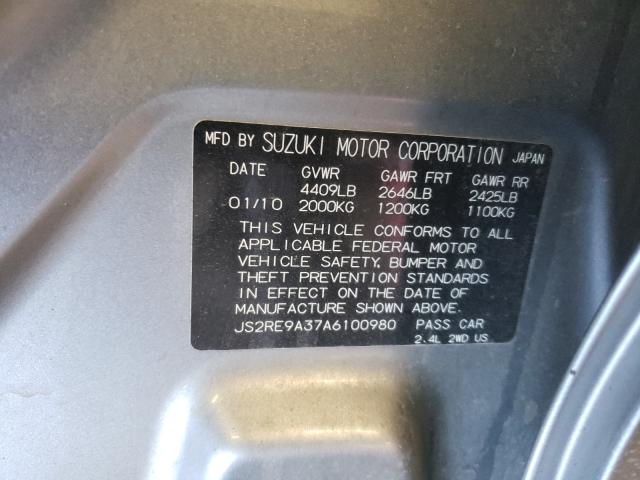 MFD BY SUZUKI MOTOR CORPORATION JAPAN
DATE GVWR GAWR FRT GAWR RR
4409LB 2646LB 2425LB
01/10 2000KG 1200KG 1100KG
THIS VEHICLE CONFORMS TO ALL
APPLICABLE FEDERAL MOTOR
VEHICLE SAFETY, BUMPER AND
THEFT PREVENTION STANDARDS
IN EFFECT ON THE DATE OF
MANUFACTURE SHOWN ABOVE.
JS2RE9A37A6100980 PASS CAR
2.4L 2WD US